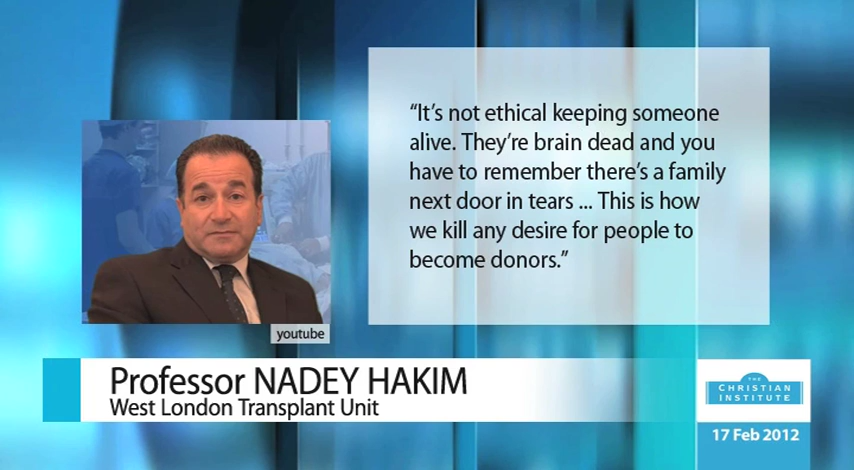 “It’s not ethical keeping someone
alive. They’re brain dead and you
have to remember there’s a family
next door in tears ... This is how
we kill any desire for people to
become donors.”
youtube
Professor NADEY HAKIM
West London Transplant Unit
THE
CHRISTIAN
INSTITUTE
17 Feb 2012